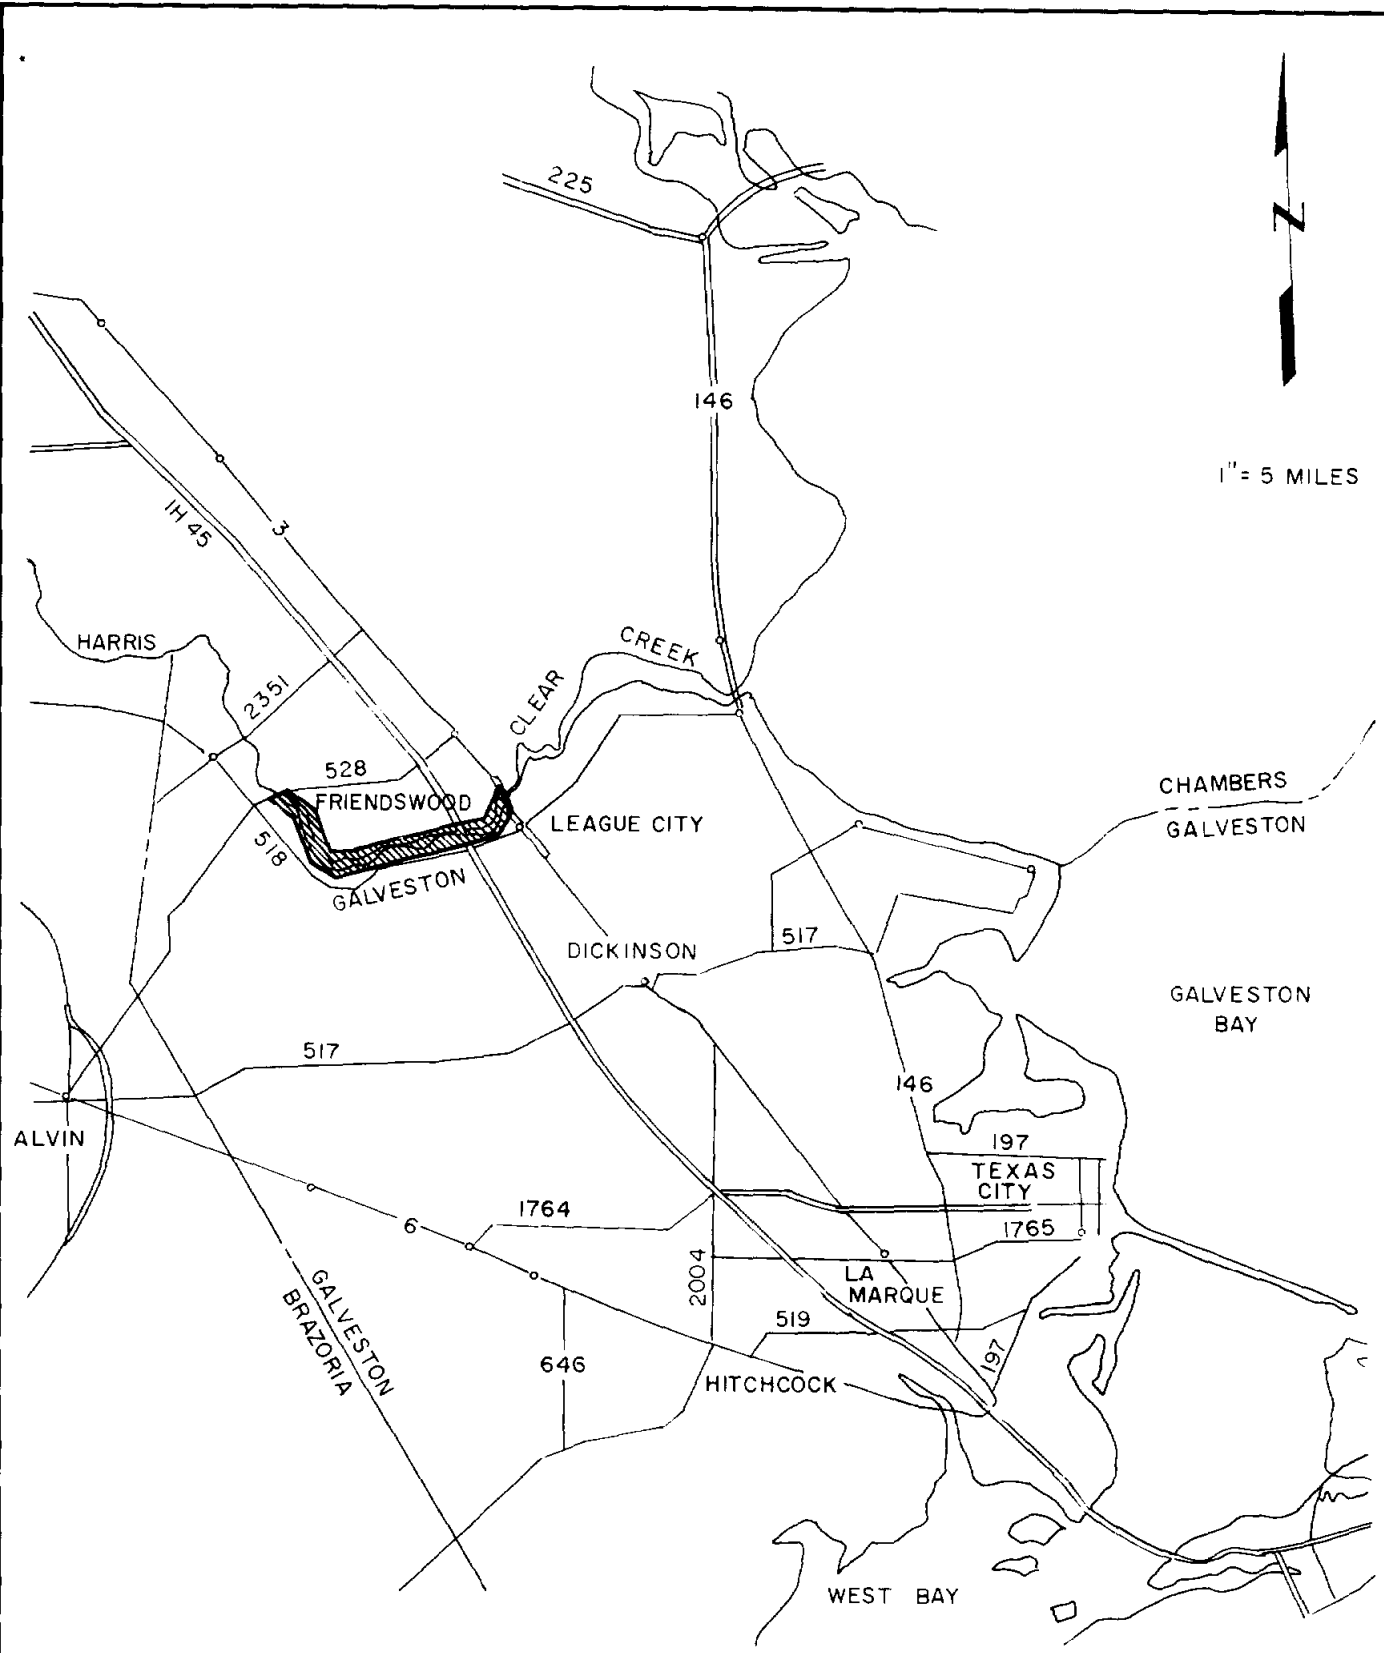 225
N
146
1"= 5 MILES
IH 45
3
HARRIS
CREEK
2351
CLEAR
528
CHAMBERS
FRIENDSWOOD
LEAGUE CITY
GALVESTON
518
GALVESTON
DICKINSON
517
GALVESTON
BAY
517
146
ALVIN
197
TEXAS
CITY
1764
6
1765
2004
LA
MARQUE
GALVESTON
BRAZORIA
519
646
197
HITCHCOCK
WEST BAY